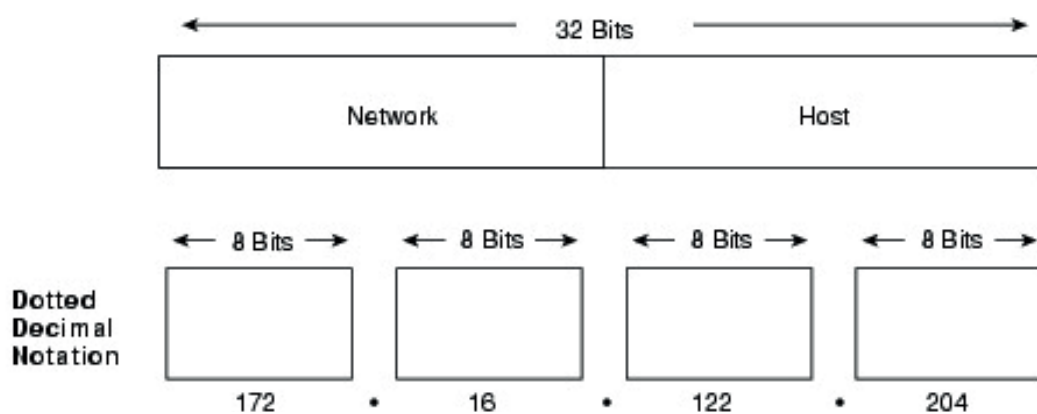 32 Bits
Network Host
8 Bits 8 Bits 8 Bits 8 Bits
Dotted
Decimal
Notation
172 • 16 • 122 • 204